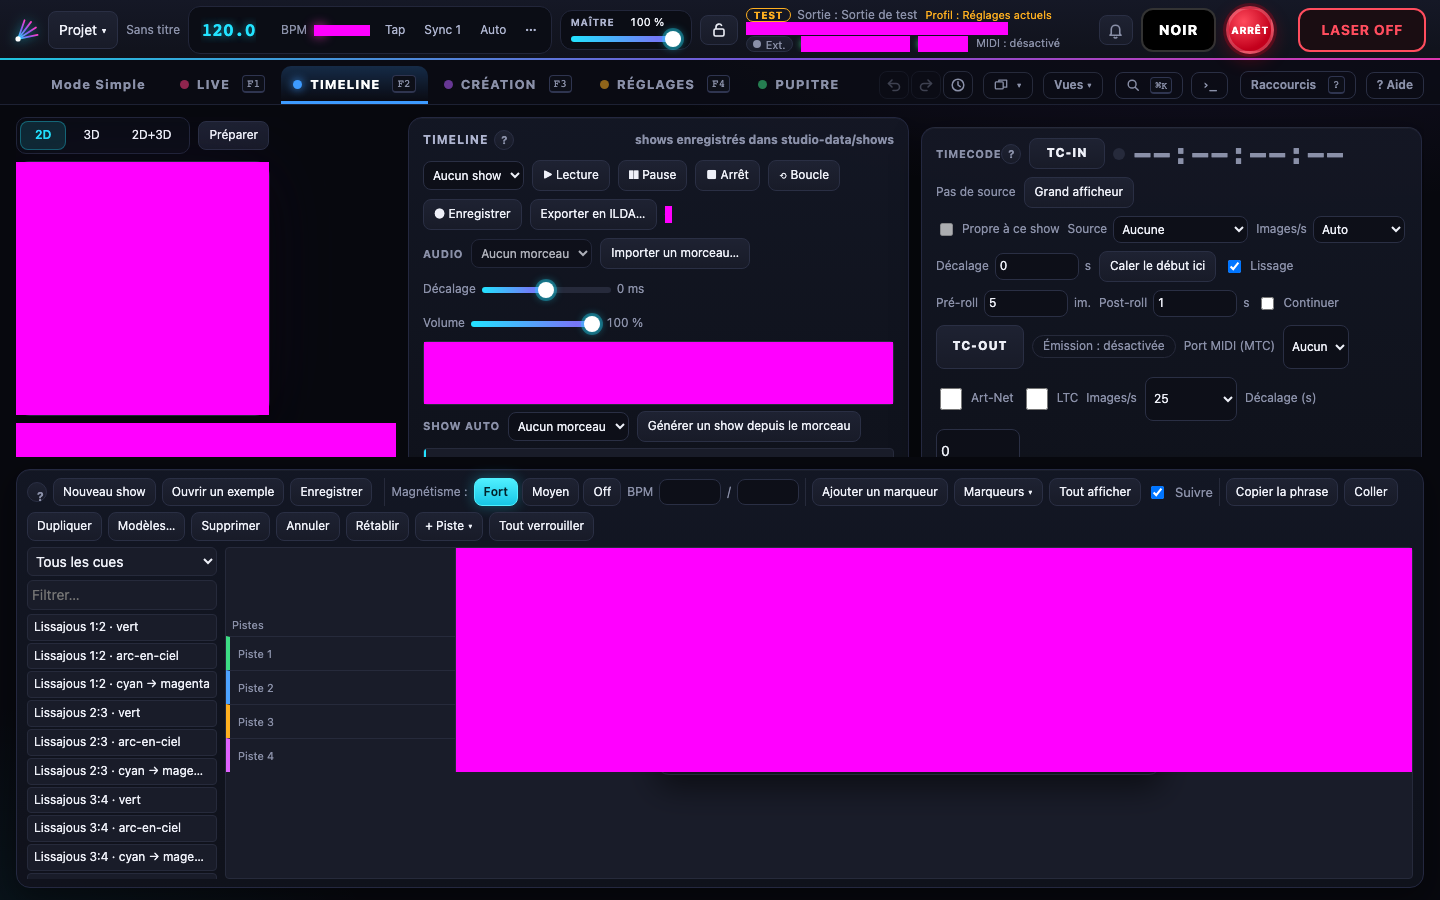 Projet ▾ Sans titre 120.0 BPM Tap Sync 1 Auto ··· MAÎTRE 100 % TEST Sortie : Sortie de test Profil : Réglages actuels
Ext. MIDI : désactivé NOIR ARRÊT LASER OFF
Mode Simple LIVE F1 TIMELINE F2 CRÉATION F3 RÉGLAGES F4 PUPITRE Vues ▾ ⌘K >_ Raccourcis ? ? Aide
2D 3D 2D+3D Préparer
TIMELINE ? shows enregistrés dans studio-data/shows
Aucun show Lecture Pause Arrêt Boucle
Enregistrer Exporter en ILDA...
AUDIO Aucun morceau Importer un morceau...
Décalage 0 ms
Volume 100 %
SHOW AUTO Aucun morceau Générer un show depuis le morceau
TIMECODE ? TC-IN — — : — — : — — : — —
Pas de source Grand afficheur
Propre à ce show Source Aucune Images/s Auto
Décalage 0 s Caler le début ici Lissage
Pré-roll 5 im. Post-roll 1 s Continuer
TC-OUT Émission : désactivée Port MIDI (MTC) Aucun
Art-Net LTC Images/s 25 Décalage (s)
0
? Nouveau show Ouvrir un exemple Enregistrer Magnétisme : Fort Moyen Off BPM / Ajouter un marqueur Marqueurs ▾ Tout afficher Suivre Copier la phrase Coller
Dupliquer Modèles... Supprimer Annuler Rétablir + Piste ▾ Tout verrouiller
Tous les cues
Filtrer...
Lissajous 1:2 · vert
Lissajous 1:2 · arc-en-ciel
Lissajous 1:2 · cyan → magenta
Lissajous 2:3 · vert
Lissajous 2:3 · arc-en-ciel
Lissajous 2:3 · cyan → mage...
Lissajous 3:4 · vert
Lissajous 3:4 · arc-en-ciel
Lissajous 3:4 · cyan → mage...
Pistes
Piste 1
Piste 2
Piste 3
Piste 4